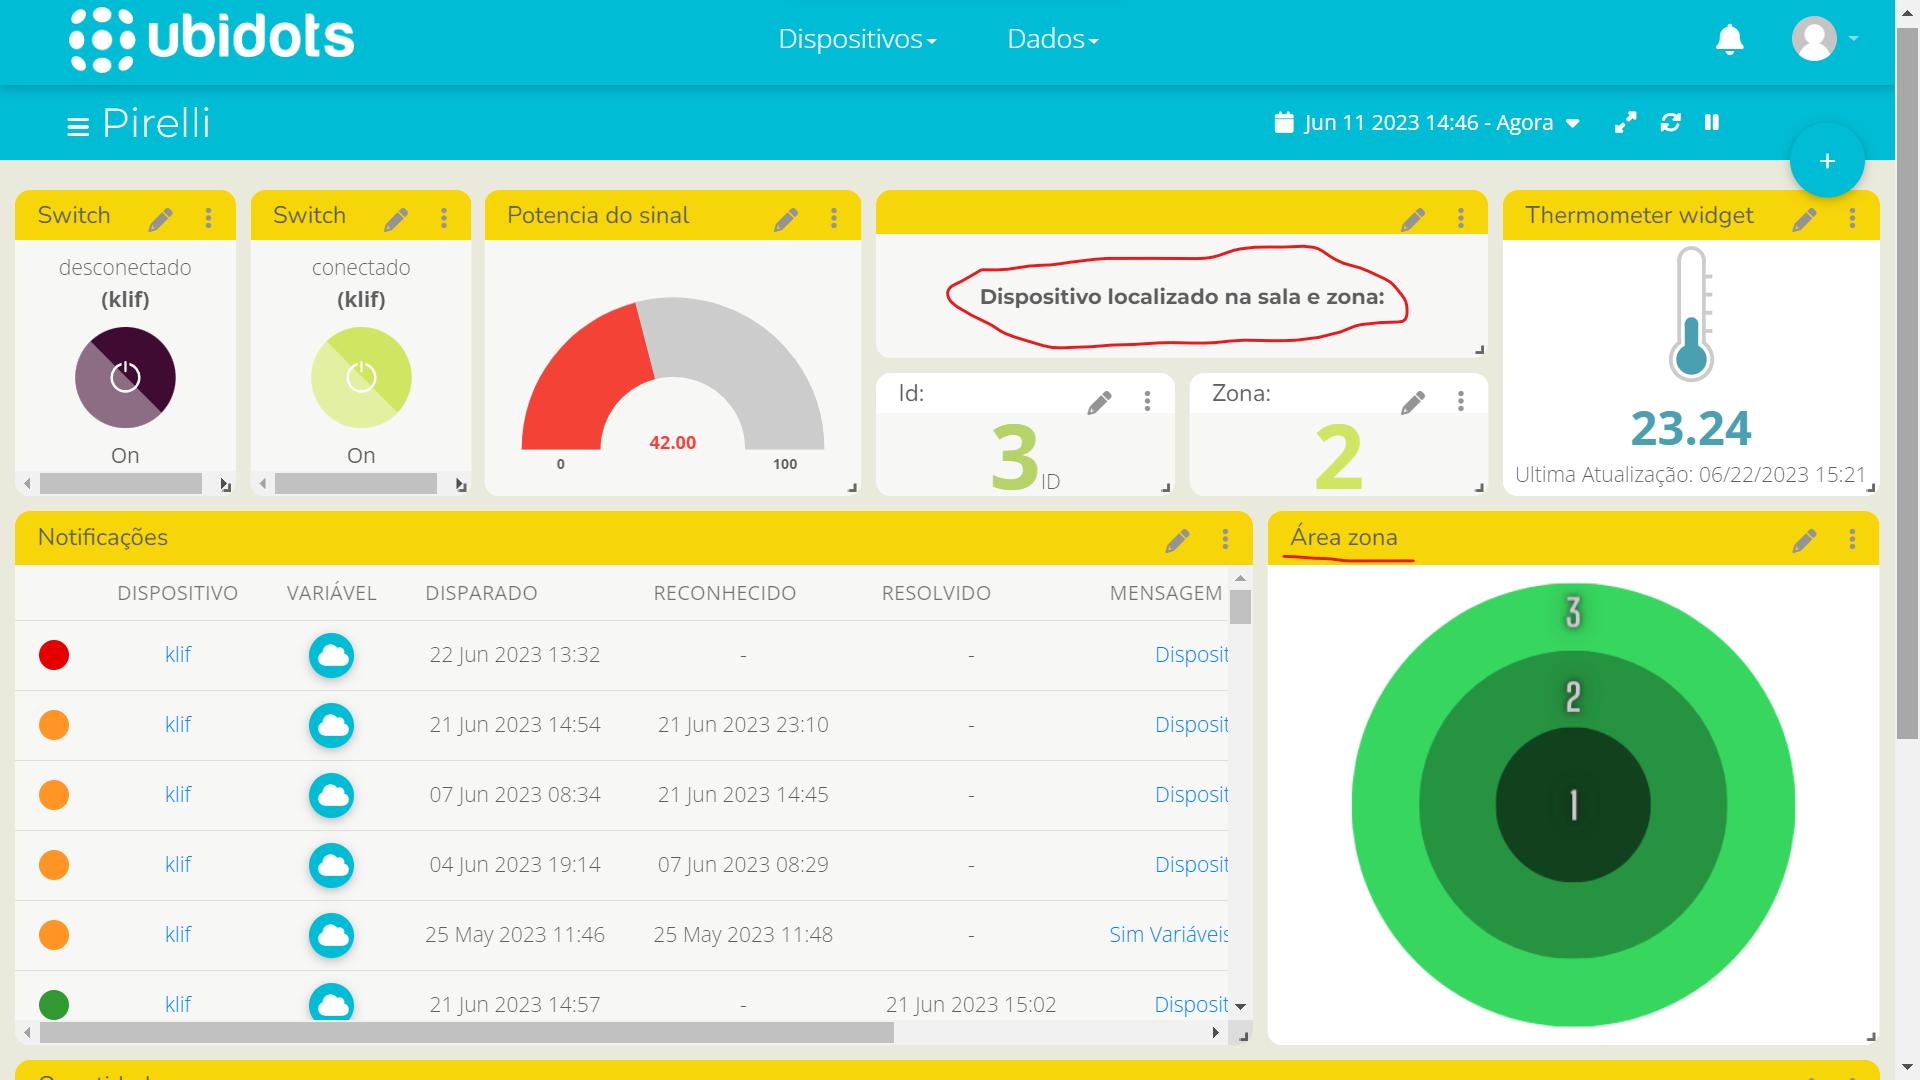 ubidots
Dispositivos
Dados
Pirelli
Jun 11 2023 14:46 - Agora
+
Switch
Switch
Potencia do sinal
Thermometer widget
desconectado
(klif)
On
conectado
(klif)
On
42.00
0
100
Dispositivo localizado na sala e zona:
Id:
3 ID
Zona:
2
23.24
Ultima Atualização: 06/22/2023 15:21
Notificações
DISPOSITIVO VARIÁVEL DISPARADO RECONHECIDO RESOLVIDO MENSAGEM
klif 22 Jun 2023 13:32 - - Disposit
klif 21 Jun 2023 14:54 21 Jun 2023 23:10 - Disposit
klif 07 Jun 2023 08:34 21 Jun 2023 14:45 - Disposit
klif 04 Jun 2023 19:14 07 Jun 2023 08:29 - Disposit
klif 25 May 2023 11:46 25 May 2023 11:48 - Sim Variáveis
klif 21 Jun 2023 14:57 - 21 Jun 2023 15:02 Disposit
Área zona
3
2
1